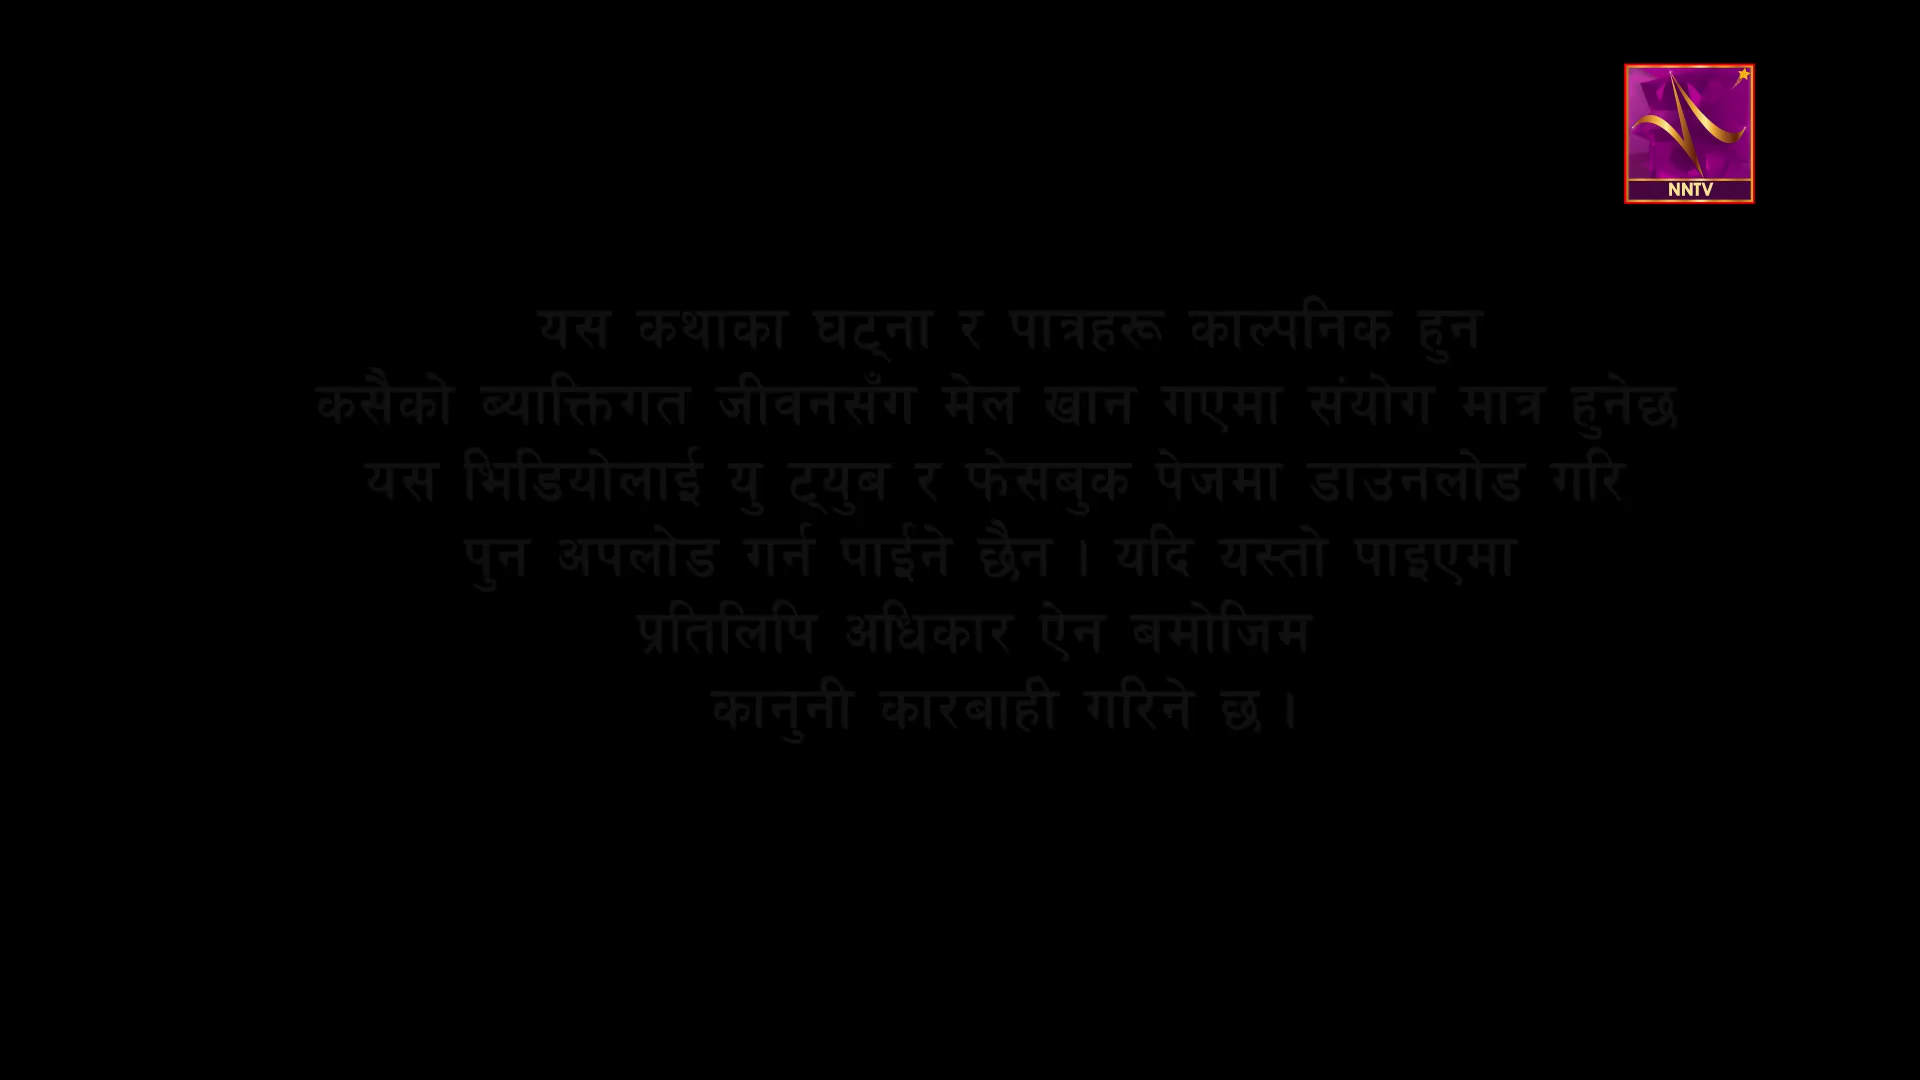 NNTV
यस कथाका घट्ना र पात्रहरू काल्पनिक हुन
कसैको ब्याक्तिगत जीवनसँग मेल खान गएमा संयोग मात्र हुनेछ
यस भिडियोलाई यु ट्युब र फेसबुक पेजमा डाउनलोड गरि
पुन अपलोड गर्न पाईने छैन । यदि यस्तो पाइएमा
प्रतिलिपि अधिकार ऐन बमोजिम
कानुनी कारबाही गरिने छ ।